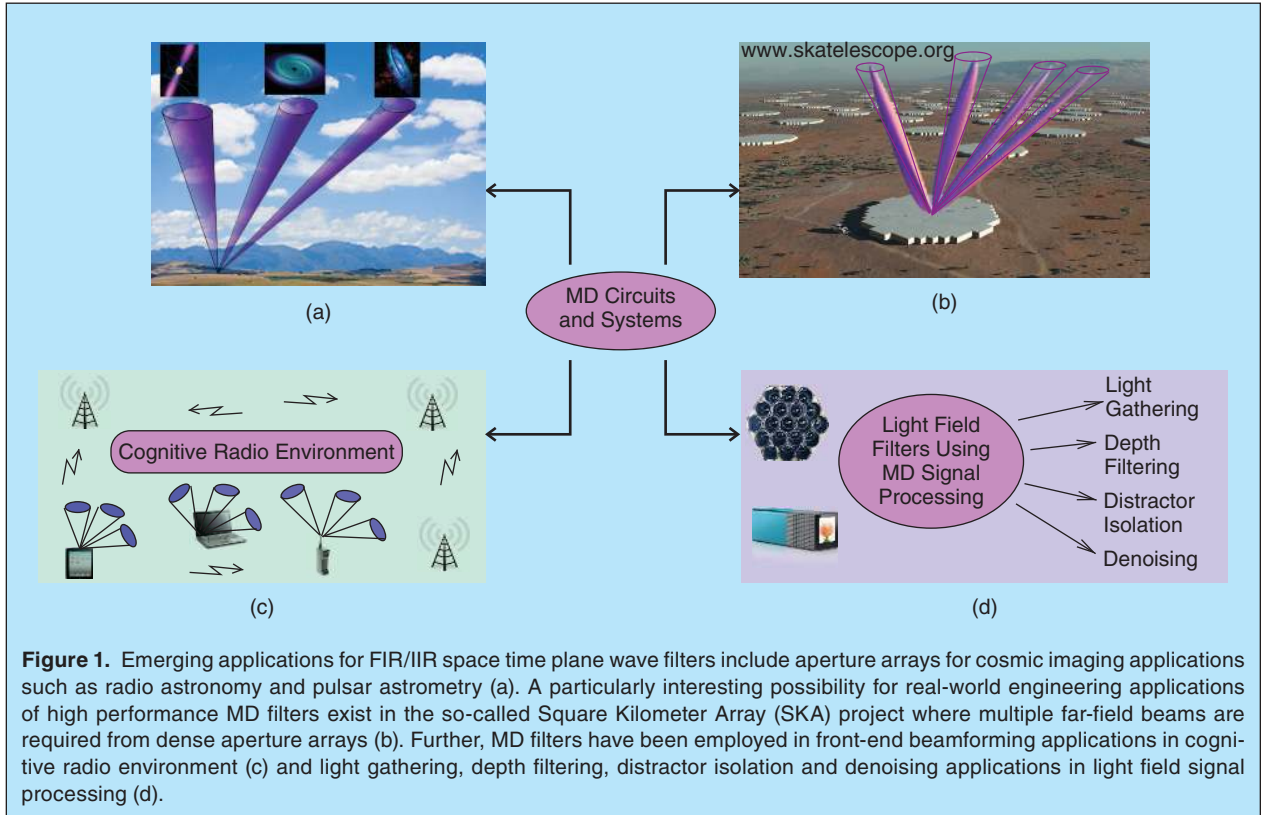 www.skatelescope.org
(a)
(b)
MD Circuits
and Systems
Cognitive Radio Environment
(c)
Light Field
Filters Using
MD Signal
Processing
Light
Gathering
Depth
Filtering
Distractor
Isolation
Denoising
(d)
Figure 1. Emerging applications for FIR/IIR space time plane wave filters include aperture arrays for cosmic imaging applications
such as radio astronomy and pulsar astrometry (a). A particularly interesting possibility for real-world engineering applications
of high performance MD filters exist in the so-called Square Kilometer Array (SKA) project where multiple far-field beams are
required from dense aperture arrays (b). Further, MD filters have been employed in front-end beamforming applications in cogni-
tive radio environment (c) and light gathering, depth filtering, distractor isolation and denoising applications in light field signal
processing (d).